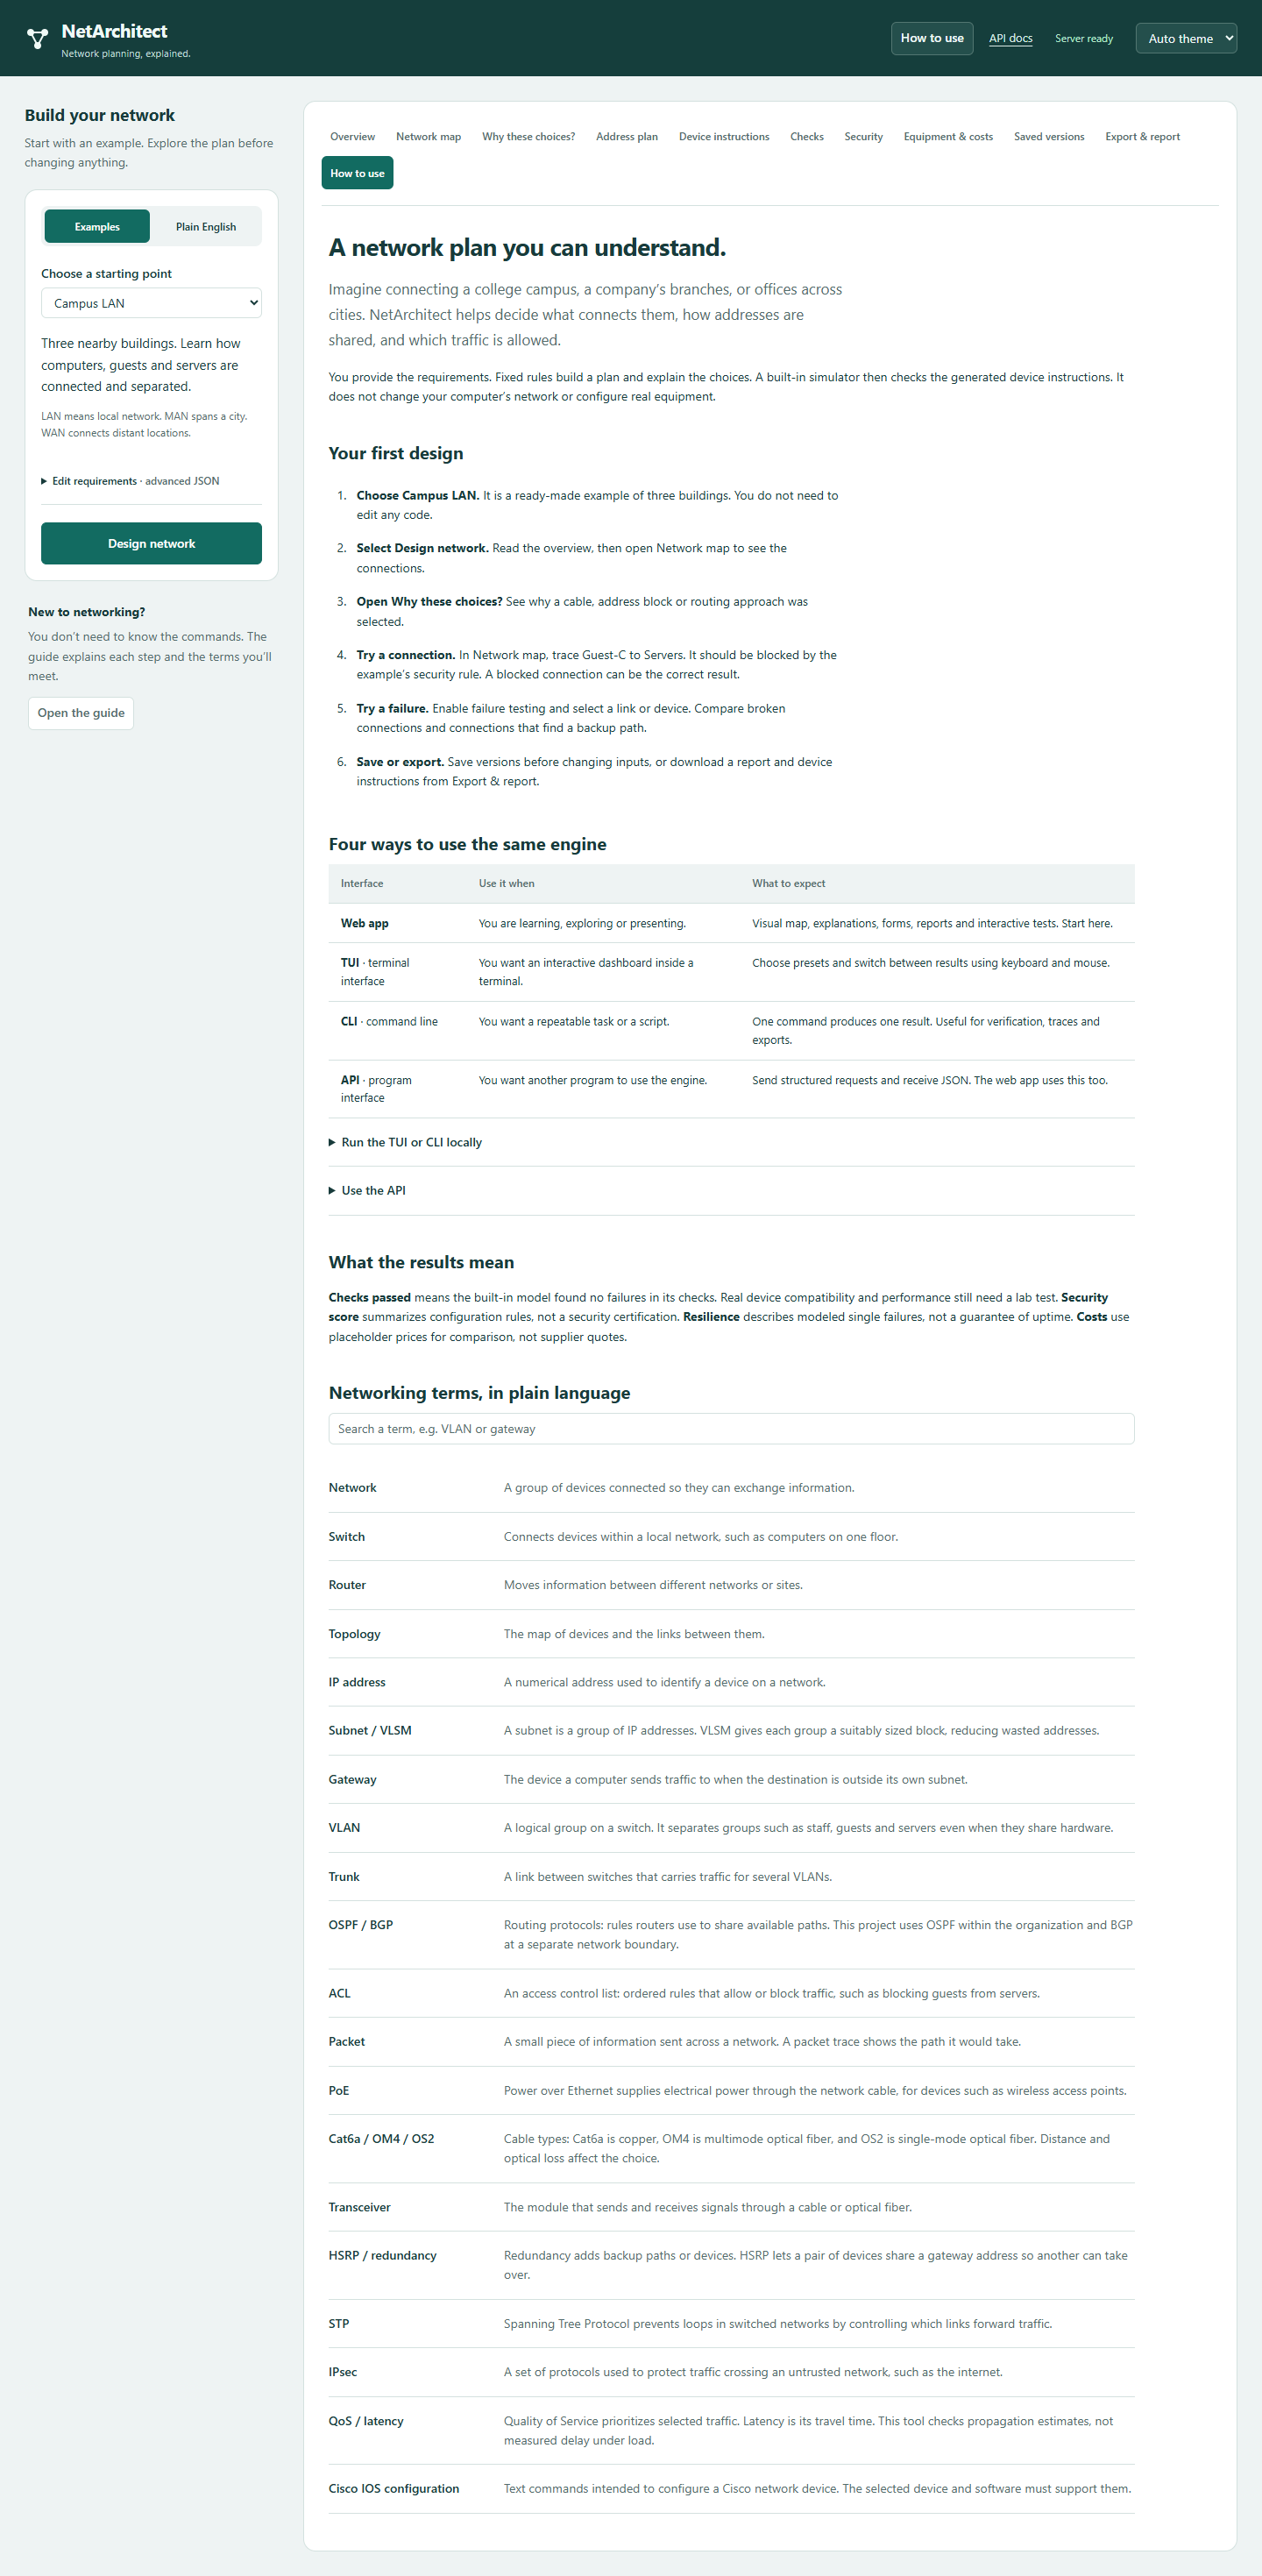 NetArchitect
Network planning, explained.
How to use
API docs
Server ready
Auto theme
Build your network
Start with an example. Explore the plan before
changing anything.
Examples
Plain English
Choose a starting point
Campus LAN
Three nearby buildings. Learn how
computers, guests and servers are
connected and separated.
LAN means local network. MAN spans a city.
WAN connects distant locations.
Edit requirements · advanced JSON
Design network
New to networking?
You don't need to know the commands. The
guide explains each step and the terms you'll
meet.
Open the guide
Overview
Network map
Why these choices?
Address plan
Device instructions
Checks
Security
Equipment & costs
Saved versions
Export & report
How to use
A network plan you can understand.
Imagine connecting a college campus, a company's branches, or offices across
cities. NetArchitect helps decide what connects them, how addresses are
shared, and which traffic is allowed.
You provide the requirements. Fixed rules build a plan and explain the choices. A built-in simulator then checks the generated device instructions. It
does not change your computer's network or configure real equipment.
Your first design
1. Choose Campus LAN. It is a ready-made example of three buildings. You do not need to
edit any code.
2. Select Design network. Read the overview, then open Network map to see the
connections.
3. Open Why these choices? See why a cable, address block or routing approach was
selected.
4. Try a connection. In Network map, trace Guest-C to Servers. It should be blocked by the
example's security rule. A blocked connection can be the correct result.
5. Try a failure. Enable failure testing and select a link or device. Compare broken
connections and connections that find a backup path.
6. Save or export. Save versions before changing inputs, or download a report and device
instructions from Export & report.
Four ways to use the same engine
Interface
Use it when
What to expect
Web app
You are learning, exploring or presenting.
Visual map, explanations, forms, reports and interactive tests. Start here.
TUI · terminal
interface
You want an interactive dashboard inside a
terminal.
Choose presets and switch between results using keyboard and mouse.
CLI · command line
You want a repeatable task or a script.
One command produces one result. Useful for verification, traces and
exports.
API · program
interface
You want another program to use the engine.
Send structured requests and receive JSON. The web app uses this too.
Run the TUI or CLI locally
Use the API
What the results mean
Checks passed means the built-in model found no failures in its checks. Real device compatibility and performance still need a lab test. Security
score summarizes configuration rules, not a security certification. Resilience describes modeled single failures, not a guarantee of uptime. Costs use
placeholder prices for comparison, not supplier quotes.
Networking terms, in plain language
Search a term, e.g. VLAN or gateway
Network
A group of devices connected so they can exchange information.
Switch
Connects devices within a local network, such as computers on one floor.
Router
Moves information between different networks or sites.
Topology
The map of devices and the links between them.
IP address
A numerical address used to identify a device on a network.
Subnet / VLSM
A subnet is a group of IP addresses. VLSM gives each group a suitably sized block, reducing wasted addresses.
Gateway
The device a computer sends traffic to when the destination is outside its own subnet.
VLAN
A logical group on a switch. It separates groups such as staff, guests and servers even when they share hardware.
Trunk
A link between switches that carries traffic for several VLANs.
OSPF / BGP
Routing protocols: rules routers use to share available paths. This project uses OSPF within the organization and BGP
at a separate network boundary.
ACL
An access control list: ordered rules that allow or block traffic, such as blocking guests from servers.
Packet
A small piece of information sent across a network. A packet trace shows the path it would take.
PoE
Power over Ethernet supplies electrical power through the network cable, for devices such as wireless access points.
Cat6a / OM4 / OS2
Cable types: Cat6a is copper, OM4 is multimode optical fiber, and OS2 is single-mode optical fiber. Distance and
optical loss affect the choice.
Transceiver
The module that sends and receives signals through a cable or optical fiber.
HSRP / redundancy
Redundancy adds backup paths or devices. HSRP lets a pair of devices share a gateway address so another can take
over.
STP
Spanning Tree Protocol prevents loops in switched networks by controlling which links forward traffic.
IPsec
A set of protocols used to protect traffic crossing an untrusted network, such as the internet.
QoS / latency
Quality of Service prioritizes selected traffic. Latency is its travel time. This tool checks propagation estimates, not
measured delay under load.
Cisco IOS configuration
Text commands intended to configure a Cisco network device. The selected device and software must support them.